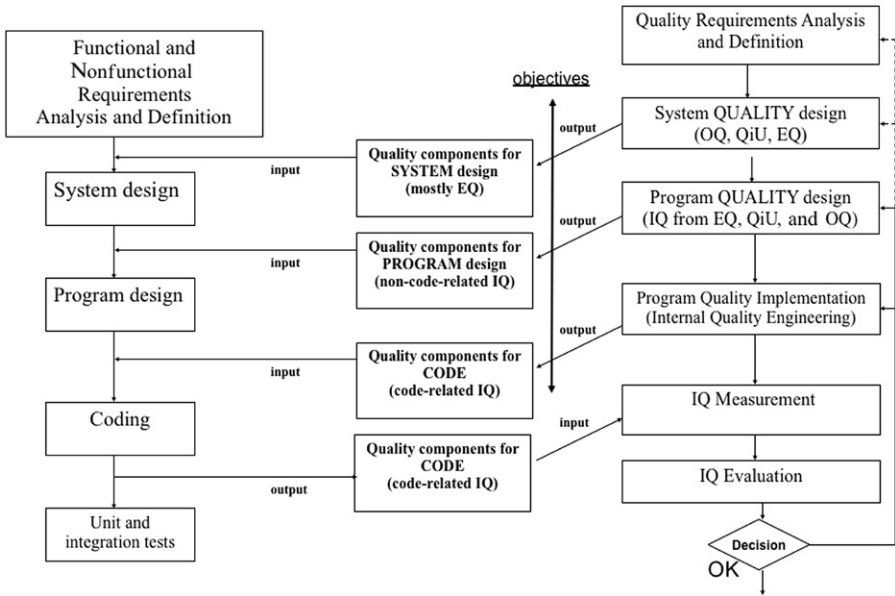 Functional and
Nonfunctional
Requirements
Analysis and Definition
System design
Program design
Coding
Unit and
integration tests
objectives
input
Quality components for
SYSTEM design
(mostly EQ)
output
input
Quality components for
PROGRAM design
(non-code-related IQ)
output
input
Quality components for
CODE
(code-related IQ)
output
output
Quality components for
CODE
(code-related IQ)
input
Quality Requirements Analysis
and Definition
System QUALITY design
(OQ, QiU, EQ)
Program QUALITY design
(IQ from EQ, QiU, and OQ)
Program Quality Implementation
(Internal Quality Engineering)
IQ Measurement
IQ Evaluation
Decision
OK